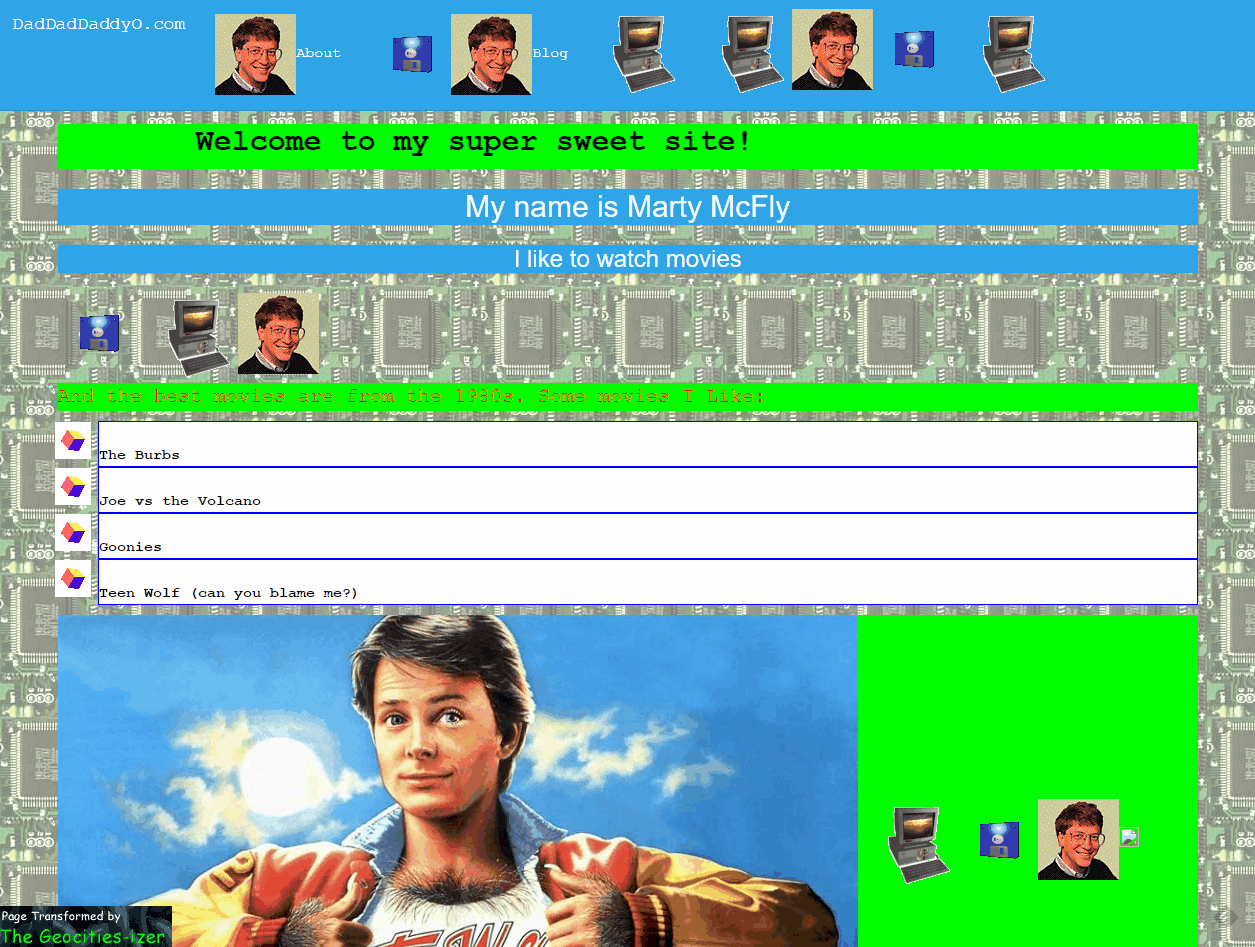 DadDadDaddyO.com
About
Blog
Welcome to my super sweet site!
My name is Marty McFly
I like to watch movies
And the best movies are from the 1980s. Some movies I Like:
The Burbs
Joe vs the Volcano
Goonies
Teen Wolf (can you blame me?)
Page Transformed by
The Geocities-izer